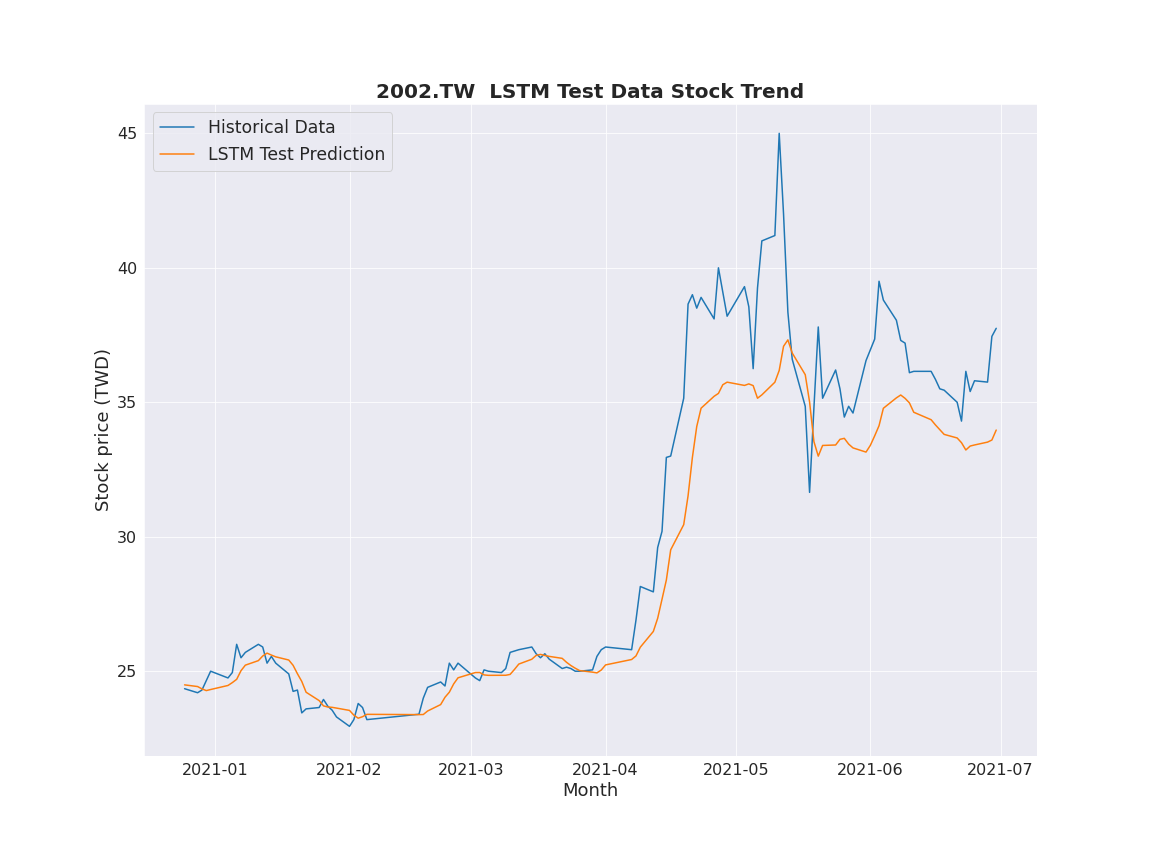 2002.TW  LSTM Test Data Stock Trend
Historical Data
LSTM Test Prediction
Stock price (TWD)
45
40
35
30
25
2021-01 2021-02 2021-03 2021-04 2021-05 2021-06 2021-07
Month